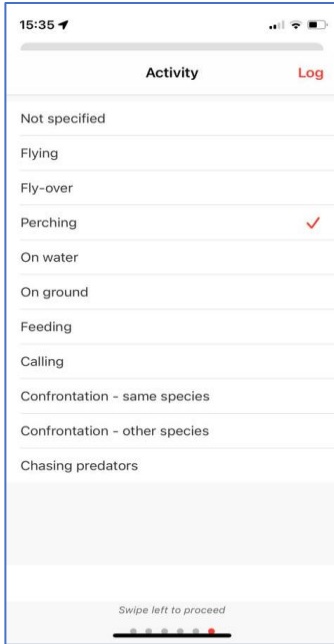 15:35
Activity
Log
Not specified
Flying
Fly-over
Perching
On water
On ground
Feeding
Calling
Confrontation - same species
Confrontation - other species
Chasing predators
Swipe left to proceed